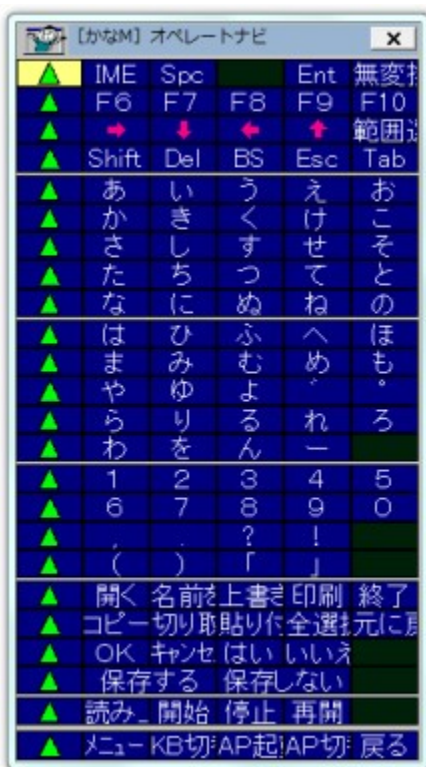 [かなM] オペレートナビ
IME Spc Ent 無変換
F6 F7 F8 F9 F10
→ ↓ ← ↑ 範囲選
Shift Del BS Esc Tab
あ い う え お
か き く け こ
さ し す せ そ
た ち つ て と
な に ぬ ね の
は ひ ふ へ ほ
ま み む め も
や ゆ よ ゛ ゜
ら り る れ ろ
わ を ん ー
1 2 3 4 5
6 7 8 9 0
, . ? !
( ) 「 」
開く 名前を 上書き 印刷 終了
コピー 切り取 貼り付 全選択 元に戻
OK キャンセ はい いいえ
保存する 保存しない
読み_ 開始 停止 再開
メニュー KB切 AP起 AP切 戻る